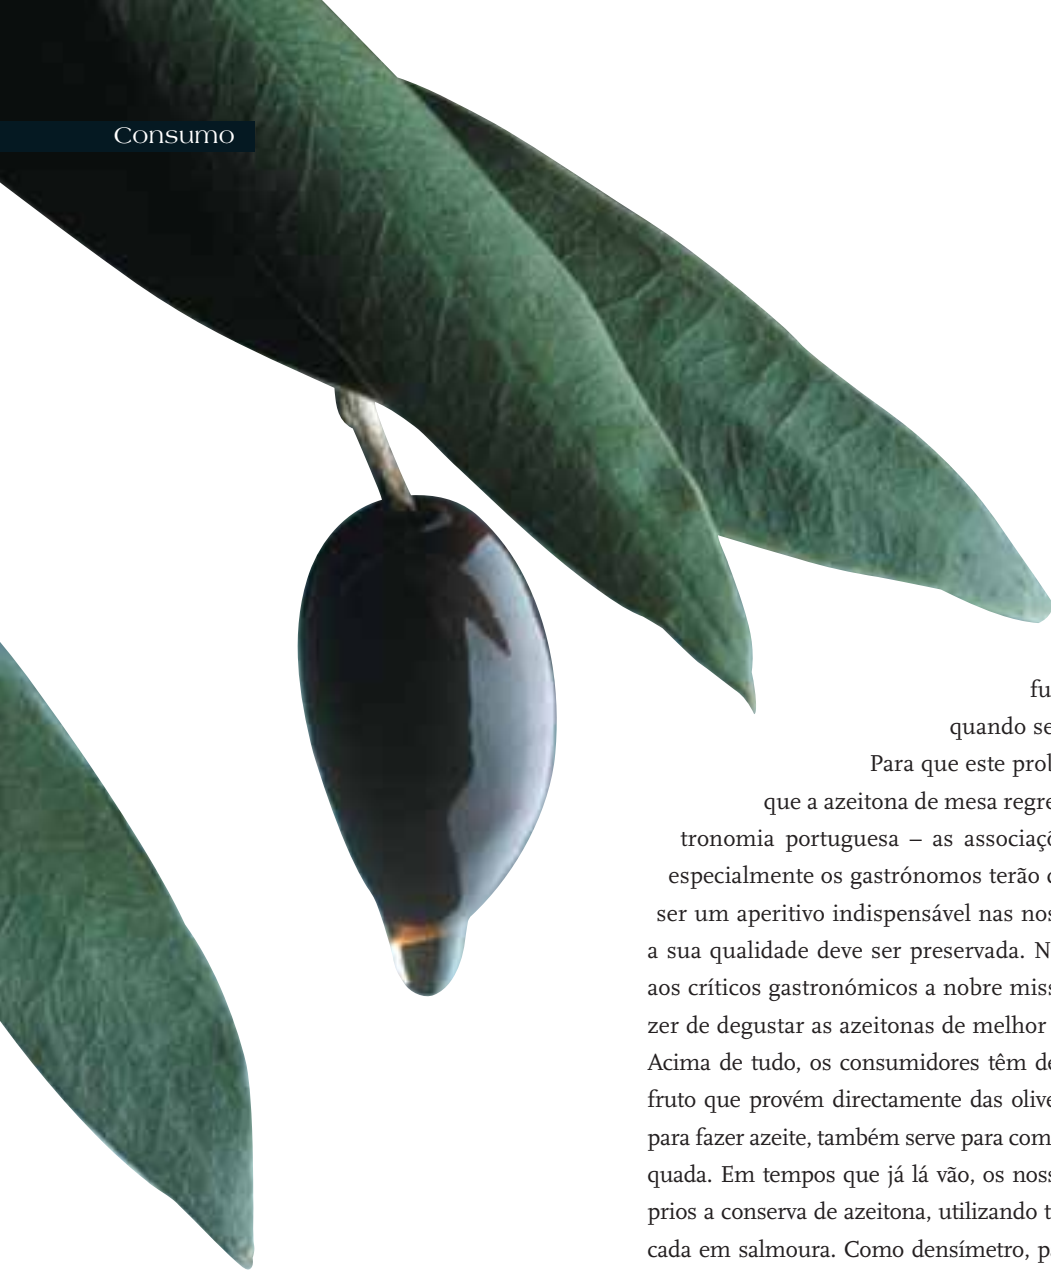 Consumo
fu
quando se
Para que este prob
que a azeitona de mesa regre
tronomia portuguesa – as associaçõ
especialmente os gastrónomos terão
ser um aperitivo indispensável nas nos
a sua qualidade deve ser preservada. N
aos críticos gastronómicos a nobre miss
zer de degustar as azeitonas de melhor
Acima de tudo, os consumidores têm de
fruto que provém directamente das olive
para fazer azeite, também serve para com
quada. Em tempos que já lá vão, os noss
prios a conserva de azeitona, utilizando t
cada em salmoura. Como densímetro, pa